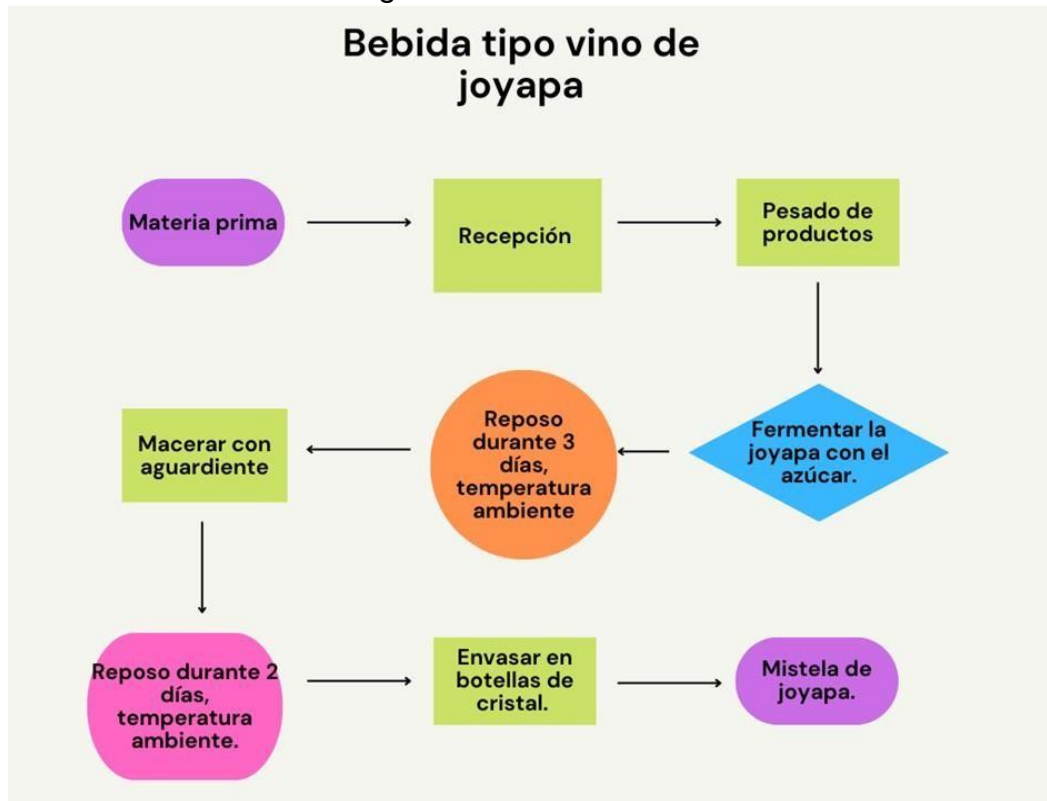 Bebida tipo vino de
joyapa
Materia prima
Recepción
Pesado de
productos
Fermentar la
joyapa con el
azúcar.
Reposo
durante 3
días,
temperatura
ambiente
Macerar con
aguardiente
Reposo durante 2
días,
temperatura
ambiente.
Envasar en
botellas de
cristal.
Mistela de
joyapa.